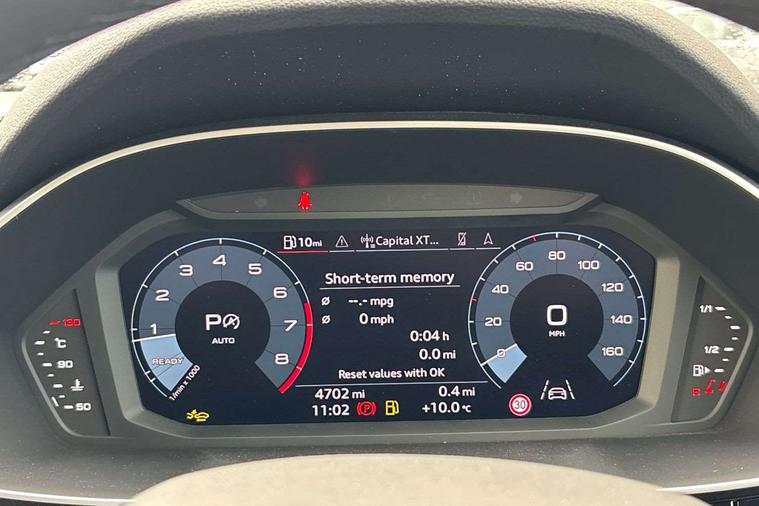 10mi Capital XT...
Short-term memory
Ø --.- mpg
Ø 0 mph
0:04 h
0.0 mi
Reset values with OK
4702 mi 0.4 mi
11:02 P +10.0 °C
1 2 3 4 5 6 7 8
READY
1/min x 1000
P
AUTO
0 20 40 60 80 100 120 140 160
0
MPH
30
130
°C
90
50
1/1
1/2
R